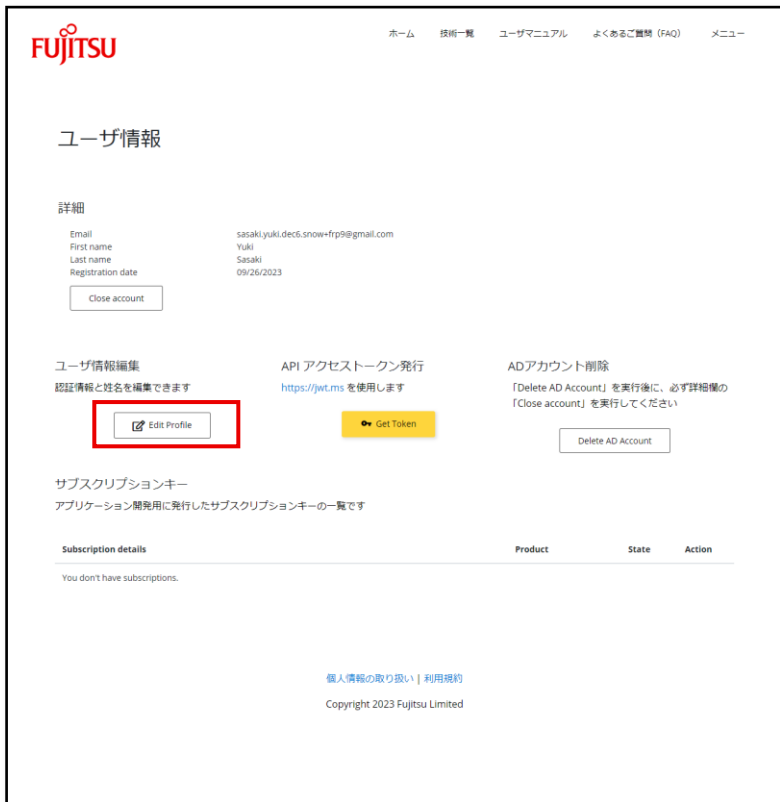 FUJITSU
ホーム 技術一覧 ユーザマニュアル よくあるご質問（FAQ） メニュー
ユーザ情報
詳細
Email sasaki.yuki.dec6.snow+frp9@gmail.com
First name Yuki
Last name Sasaki
Registration date 09/26/2023
Close account
ユーザ情報編集
認証情報と姓名を編集できます
Edit Profile
API アクセストークン発行
https://jwt.ms を使用します
Get Token
ADアカウント削除
「Delete AD Account」を実行後に、必ず詳細欄の
「Close account」を実行してください
Delete AD Account
サブスクリプションキー
アプリケーション開発用に発行したサブスクリプションキーの一覧です
Subscription details Product State Action
You don't have subscriptions.
個人情報の取り扱い | 利用規約
Copyright 2023 Fujitsu Limited